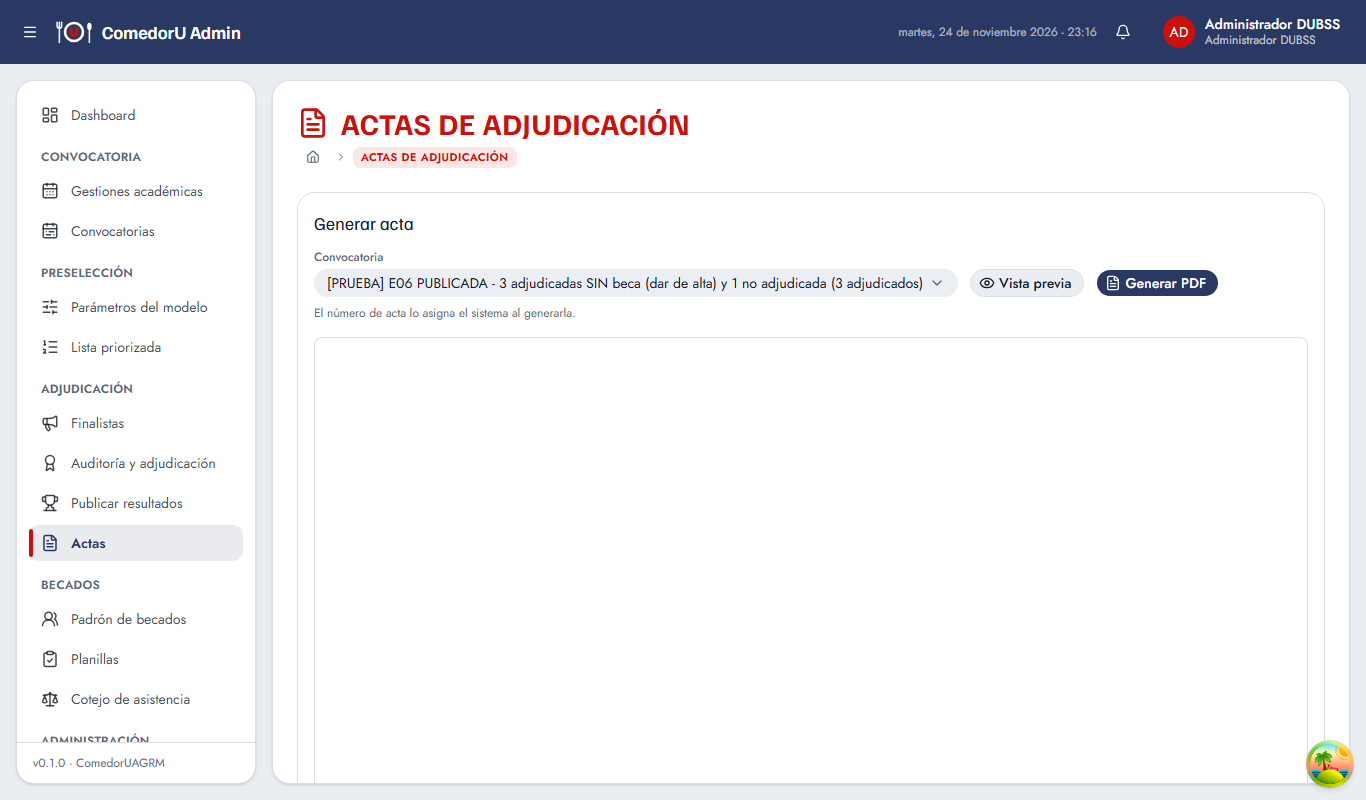 ComedorU Admin
martes, 24 de noviembre 2026 - 23:16
AD
Administrador DUBSS
Administrador DUBSS
Dashboard
CONVOCATORIA
Gestiones académicas
Convocatorias
PRESELECCIÓN
Parámetros del modelo
Lista priorizada
ADJUDICACIÓN
Finalistas
Auditoría y adjudicación
Publicar resultados
Actas
BECADOS
Padrón de becados
Planillas
Cotejo de asistencia
ADMINISTRACIÓN
v0.1.0 · ComedorUAGRM
ACTAS DE ADJUDICACIÓN
ACTAS DE ADJUDICACIÓN
Generar acta
Convocatoria
[PRUEBA] E06 PUBLICADA - 3 adjudicadas SIN beca (dar de alta) y 1 no adjudicada (3 adjudicados)
Vista previa
Generar PDF
El número de acta lo asigna el sistema al generarla.